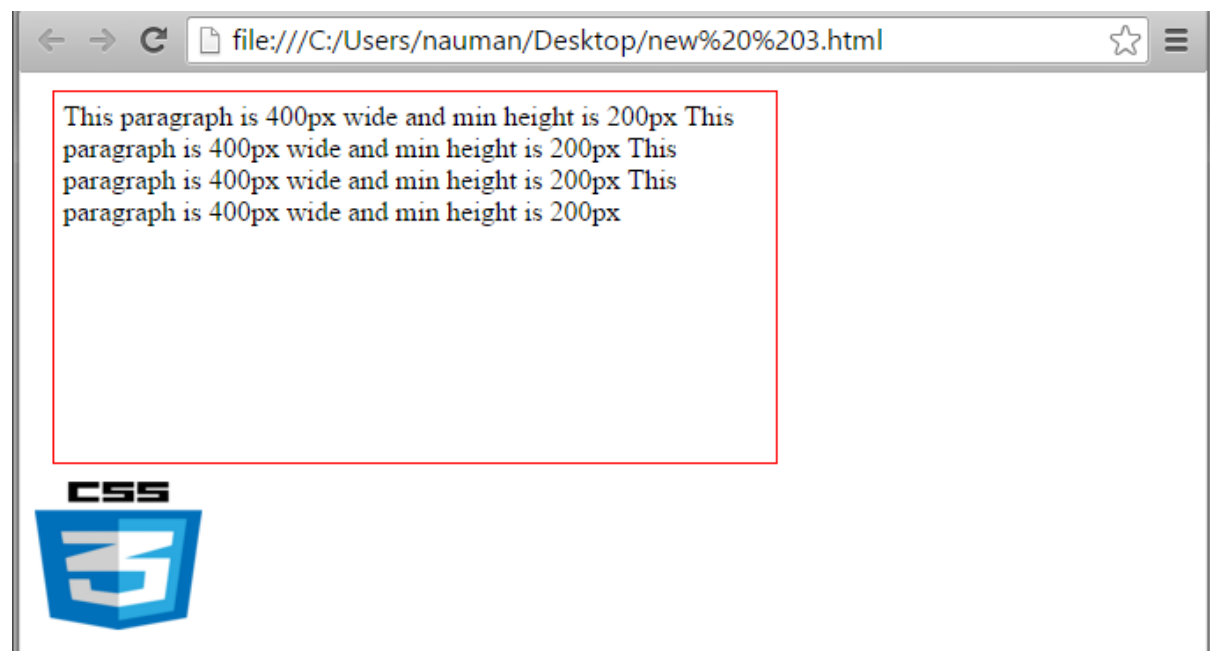 file:///C:/Users/nauman/Desktop/new%20%203.html
This paragraph is 400px wide and min height is 200px This
paragraph is 400px wide and min height is 200px This
paragraph is 400px wide and min height is 200px This
paragraph is 400px wide and min height is 200px
CSS
3